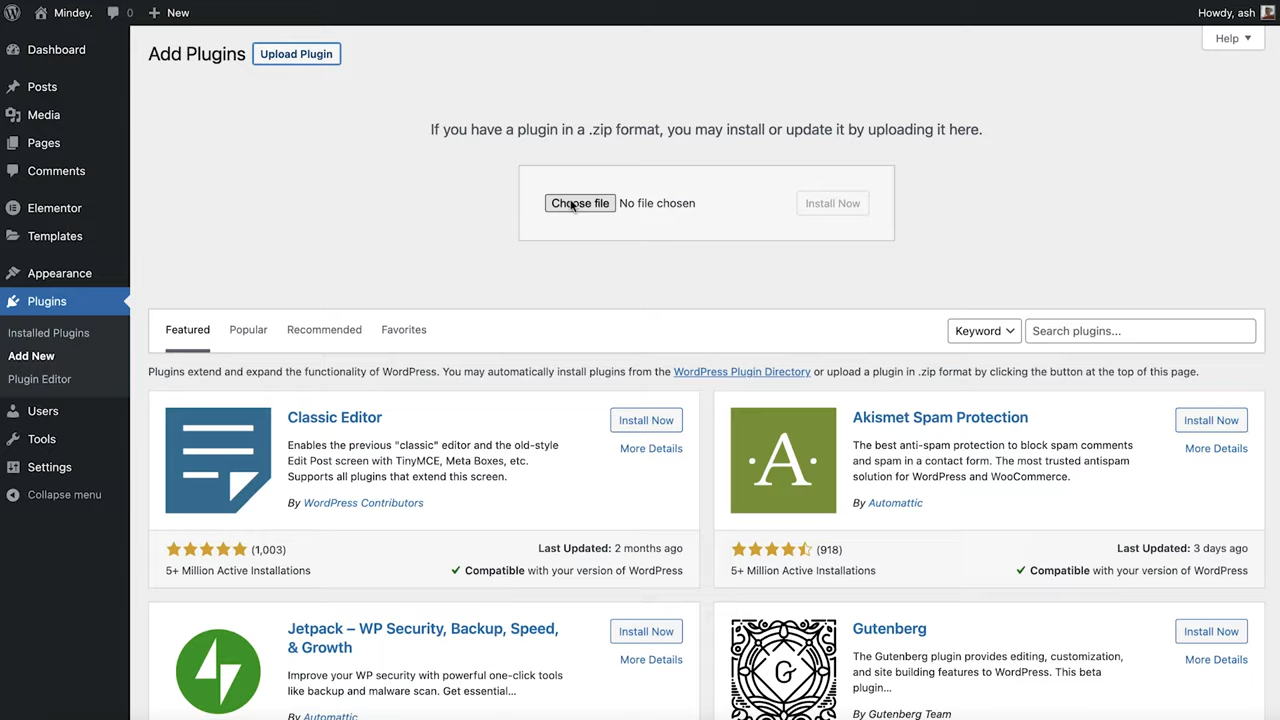 Mindey.
0
New
Howdy, ash
Dashboard
Posts
Media
Pages
Comments
Elementor
Templates
Appearance
Plugins
Installed Plugins
Add New
Plugin Editor
Users
Tools
Settings
Collapse menu
Help
Add Plugins
Upload Plugin
If you have a plugin in a .zip format, you may install or update it by uploading it here.
Choose file No file chosen
Install Now
Featured
Popular
Recommended
Favorites
Keyword
Search plugins...
Plugins extend and expand the functionality of WordPress. You may automatically install plugins from the WordPress Plugin Directory or upload a plugin in .zip format by clicking the button at the top of this page.
Classic Editor
Install Now
More Details
Enables the previous "classic" editor and the old-style
Edit Post screen with TinyMCE, Meta Boxes, etc.
Supports all plugins that extend this screen.
By WordPress Contributors
(1,003)
5+ Million Active Installations
Last Updated: 2 months ago
Compatible with your version of WordPress
A
Akismet Spam Protection
Install Now
More Details
The best anti-spam protection to block spam comments
and spam in a contact form. The most trusted antispam
solution for WordPress and WooCommerce.
By Automattic
(918)
5+ Million Active Installations
Last Updated: 3 days ago
Compatible with your version of WordPress
Jetpack – WP Security, Backup, Speed,
& Growth
Install Now
More Details
Improve your WP security with powerful one-click tools
like backup and malware scan. Get essential...
By Automattic
G
Gutenberg
Install Now
More Details
The Gutenberg plugin provides editing, customization,
and site building features to WordPress. This beta
plugin...
By Gutenberg Team